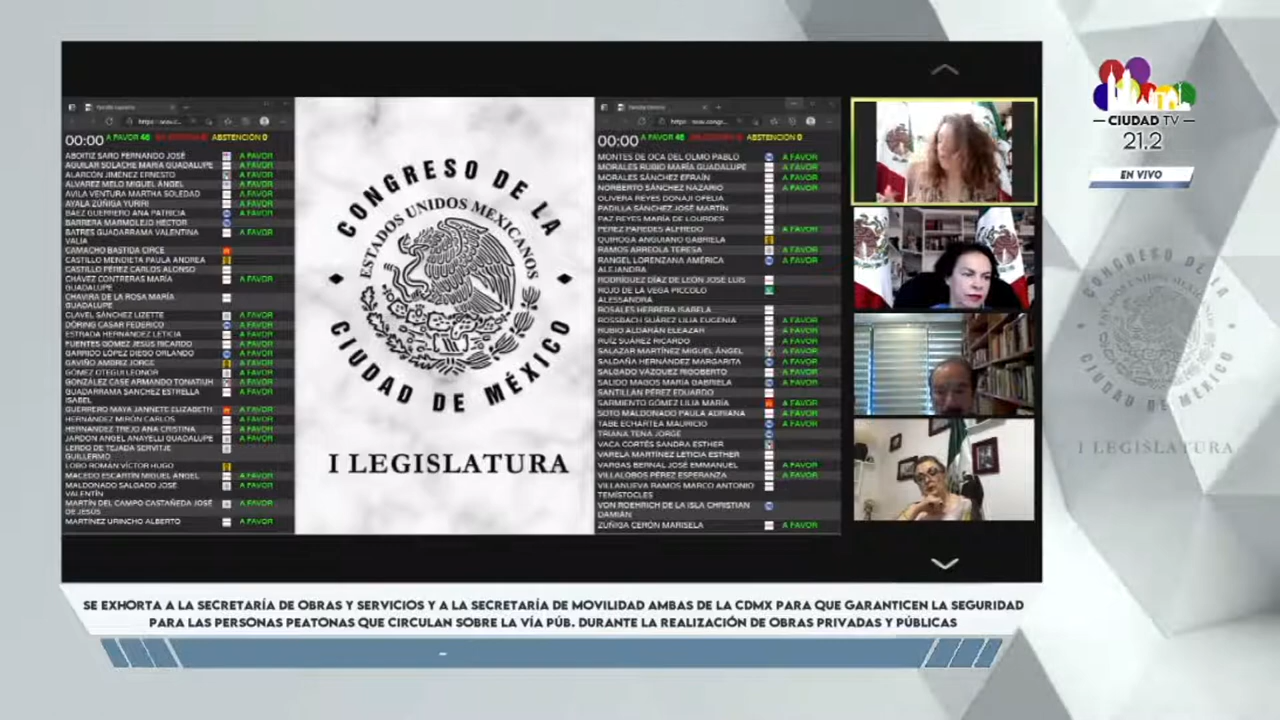 00:00 A FAVOR 46 ABSTENCIÓN 0
ABOITIZ SARO FERNANDO JOSÉ A FAVOR
AGUILAR SOLACHE MARÍA GUADALUPE A FAVOR
ALARCÓN JIMÉNEZ ERNESTO A FAVOR
ÁLVAREZ MELO MIGUEL ÁNGEL A FAVOR
ÁVILA VENTURA MARTHA SOLEDAD A FAVOR
AYALA ZÚÑIGA YURIRI A FAVOR
BÁEZ GUERRERO ANA PATRICIA A FAVOR
BARRERA MARMOLEJO HÉCTOR
BATRES GUADARRAMA VALENTINA A FAVOR
VALIA
CAMACHO BASTIDA CIRCE
CASTILLO MENDIETA PAULA ANDREA
CASTILLO PÉREZ CARLOS ALONSO
CHÁVEZ CONTRERAS MARÍA A FAVOR
GUADALUPE
CHAVIRA DE LA ROSA MARÍA
GUADALUPE
CLAVEL SÁNCHEZ LIZETTE A FAVOR
DÖRING CASAR FEDERICO A FAVOR
ESTRADA HERNÁNDEZ LETICIA A FAVOR
FUENTES GÓMEZ JESÚS RICARDO A FAVOR
GARRIDO LÓPEZ DIEGO ORLANDO A FAVOR
GAVIÑO AMBRIZ JORGE A FAVOR
GÓMEZ OTEGUI LEONOR A FAVOR
GONZÁLEZ CASE ARMANDO TONATIUH A FAVOR
GUADARRAMA SÁNCHEZ ESTRELLA A FAVOR
ISABEL
GUERRERO MAYA JANNETE ELIZABETH A FAVOR
HERNÁNDEZ MIRÓN CARLOS A FAVOR
HERNÁNDEZ TREJO ANA CRISTINA A FAVOR
JARDÓN ÁNGEL ANAYELLI GUADALUPE A FAVOR
LERDO DE TEJADA SERVITJE
GUILLERMO
LOBO ROMÁN VÍCTOR HUGO
MACEDO ESCARTÍN MIGUEL ÁNGEL A FAVOR
MALDONADO SALGADO JOSÉ A FAVOR
VALENTÍN
MARTÍN DEL CAMPO CASTAÑEDA JOSÉ A FAVOR
DE JESÚS
MARTÍNEZ URINCHO ALBERTO A FAVOR
CONGRESO DE LA
ESTADOS UNIDOS MEXICANOS
CIUDAD DE MÉXICO
I LEGISLATURA
00:00 A FAVOR 46 ABSTENCIÓN 0
MONTES DE OCA DEL OLMO PABLO A FAVOR
MORALES RUBIO MARÍA GUADALUPE A FAVOR
MORALES SÁNCHEZ EFRAÍN A FAVOR
NORBERTO SÁNCHEZ NAZARIO A FAVOR
OLIVERA REYES DONAJI OFELIA
PADILLA SÁNCHEZ JOSÉ MARTÍN
PAZ REYES MARÍA DE LOURDES
PÉREZ PAREDES ALFREDO A FAVOR
QUIROGA ANGUIANO GABRIELA
RAMOS ARREOLA TERESA A FAVOR
RANGEL LORENZANA AMÉRICA A FAVOR
ALEJANDRA
RODRÍGUEZ DÍAZ DE LEÓN JOSÉ LUIS
ROJO DE LA VEGA PICCOLO
ALESSANDRA
ROSALES HERRERA ISABELA
ROSSBACH SUÁREZ LILIA EUGENIA A FAVOR
RUBIO ALDARÁN ELEAZAR A FAVOR
RUÍZ SUÁREZ RICARDO A FAVOR
SALAZAR MARTÍNEZ MIGUEL ÁNGEL A FAVOR
SALDAÑA HERNÁNDEZ MARGARITA A FAVOR
SALGADO VÁZQUEZ RIGOBERTO A FAVOR
SALIDO MAGOS MARÍA GABRIELA A FAVOR
SANTILLÁN PÉREZ EDUARDO
SARMIENTO GÓMEZ LILIA MARÍA A FAVOR
SOTO MALDONADO PAULA ADRIANA A FAVOR
TABE ECHARTEA MAURICIO A FAVOR
TRIANA TENA JORGE
VACA CORTÉS SANDRA ESTHER A FAVOR
VARELA MARTÍNEZ LETICIA ESTHER
VARGAS BERNAL JOSÉ EMMANUEL A FAVOR
VILLALOBOS PÉREZ ESPERANZA A FAVOR
VILLANUEVA RAMOS MARCO ANTONIO
TEMÍSTOCLES
VON ROEHRICH DE LA ISLA CHRISTIAN
DAMIÁN
ZÚÑIGA CERÓN MARISELA A FAVOR
CIUDAD TV
21.2
EN VIVO
CONGRESO DE LA
CIUDAD DE MÉXICO
I LEGISLATURA
SE EXHORTA A LA SECRETARÍA DE OBRAS Y SERVICIOS Y A LA SECRETARÍA DE MOVILIDAD AMBAS DE LA CDMX PARA QUE GARANTICEN LA SEGURIDAD
PARA LAS PERSONAS PEATONAS QUE CIRCULAN SOBRE LA VÍA PÚB. DURANTE LA REALIZACIÓN DE OBRAS PRIVADAS Y PÚBLICAS